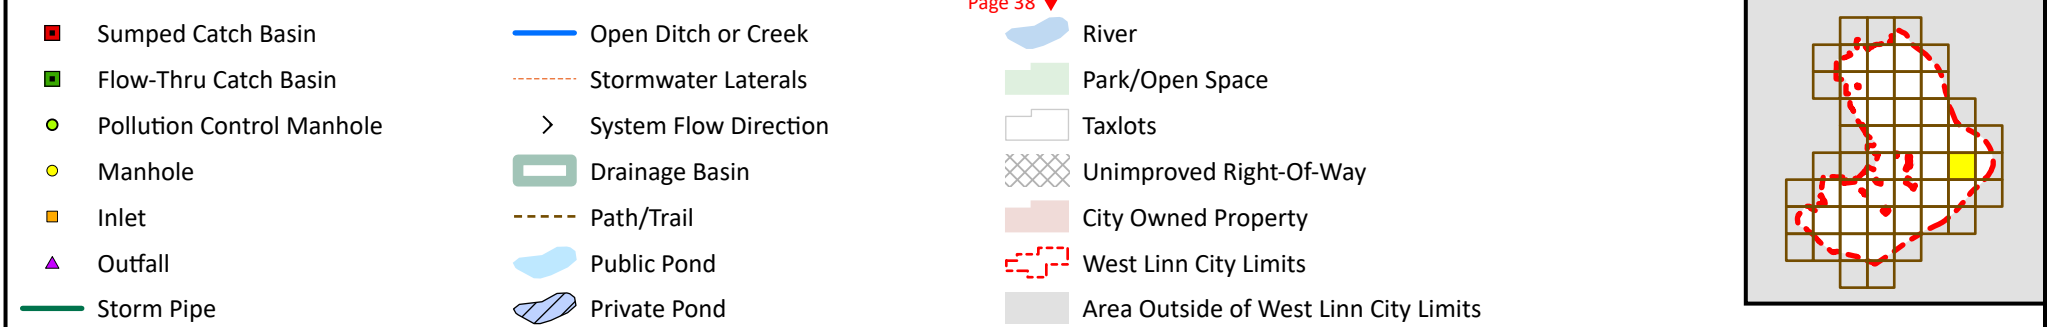 Page 38
Sumped Catch Basin
Flow-Thru Catch Basin
Pollution Control Manhole
Manhole
Inlet
Outfall
Storm Pipe
Open Ditch or Creek
Stormwater Laterals
System Flow Direction
Drainage Basin
Path/Trail
Public Pond
Private Pond
River
Park/Open Space
Taxlots
Unimproved Right-Of-Way
City Owned Property
West Linn City Limits
Area Outside of West Linn City Limits